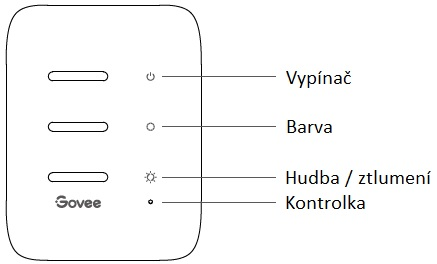 Vypínač
Barva
Hudba / ztlumení
Govee
Kontrolka